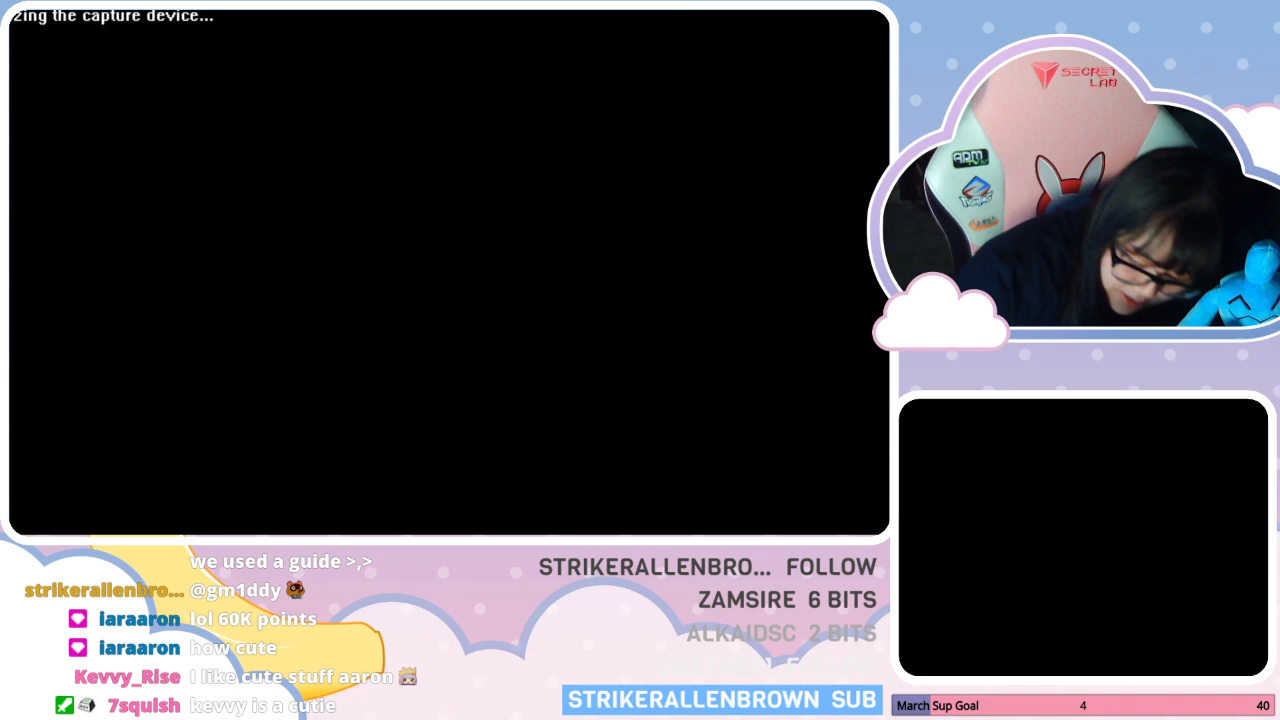 zing the capture device...
SECRET
LAB
we used a guide >,>
strikerallenbro... @gm1ddy
iaraaron lol 60K points
iaraaron how cute
Kevvy_Rise I like cute stuff aaron
7squish kevvy is a cutie
STRIKERALLENBRO... FOLLOW
ZAMSIRE 6 BITS
ALKAIDSC 2 BITS
STRIKERALLENBROWN SUB
March Sup Goal 4 40